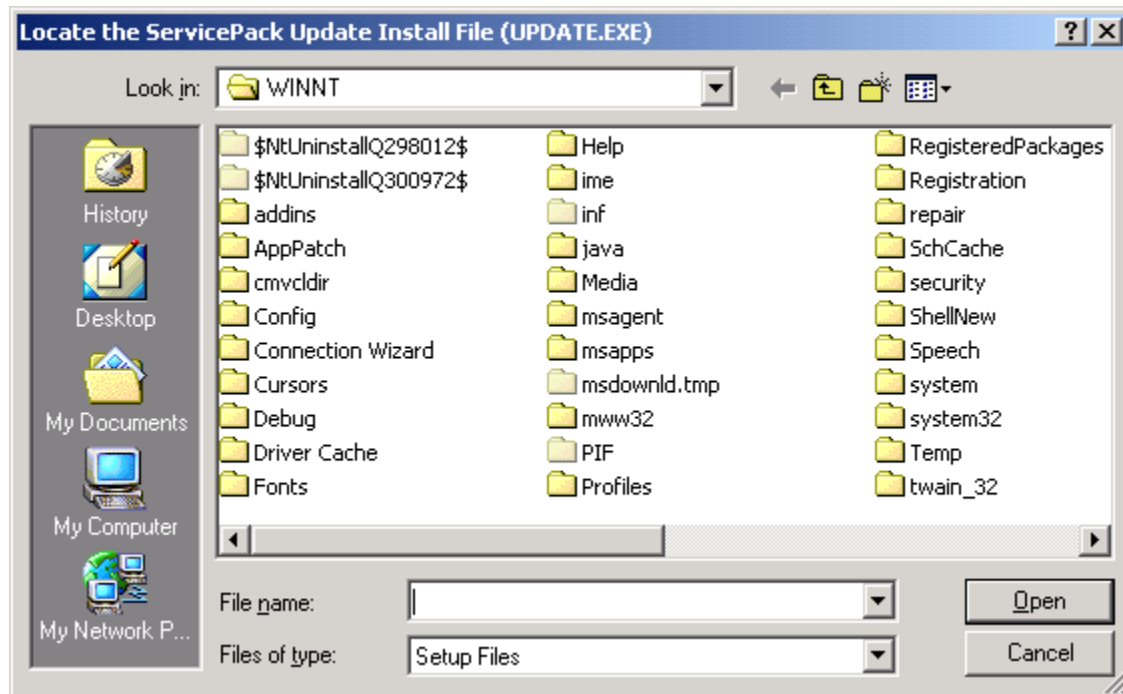 Locate the ServicePack Update Install File (UPDATE.EXE)
Look in:
WINNT
History
Desktop
My Documents
My Computer
My Network P...
$NtUninstallQ298012$
$NtUninstallQ300972$
addins
AppPatch
cmvcldir
Config
Connection Wizard
Cursors
Debug
Driver Cache
Fonts
Help
ime
inf
java
Media
msagent
msapps
msdownld.tmp
mww32
PIF
Profiles
RegisteredPackages
Registration
repair
SchCache
security
ShellNew
Speech
system
system32
Temp
twain_32
File name:
Open
Files of type:
Setup Files
Cancel